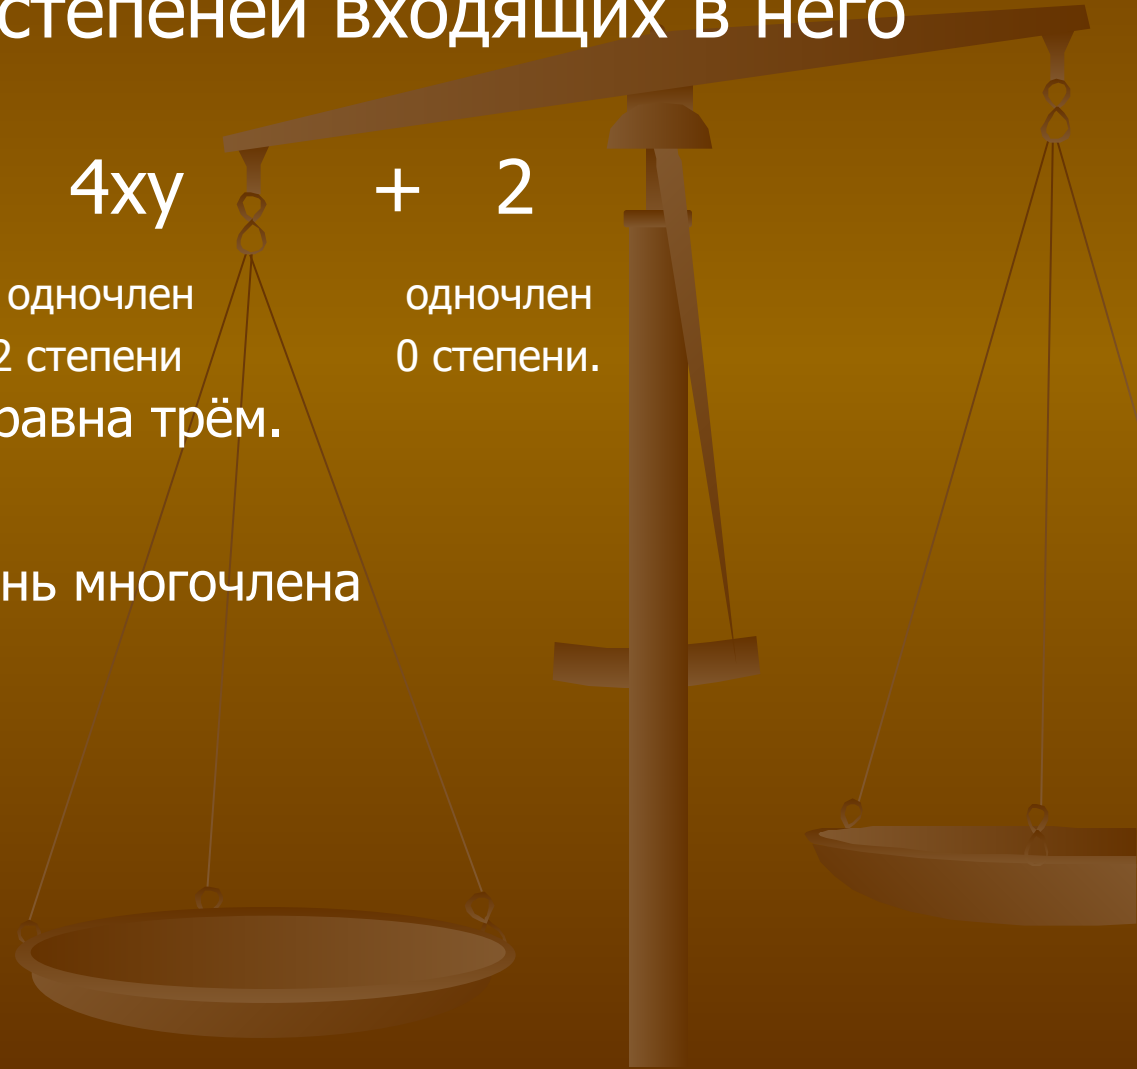 степеней входящих в него
4xy + 2
одночлен одночлен
2 степени 0 степени.
равна трём.
нь многочлена